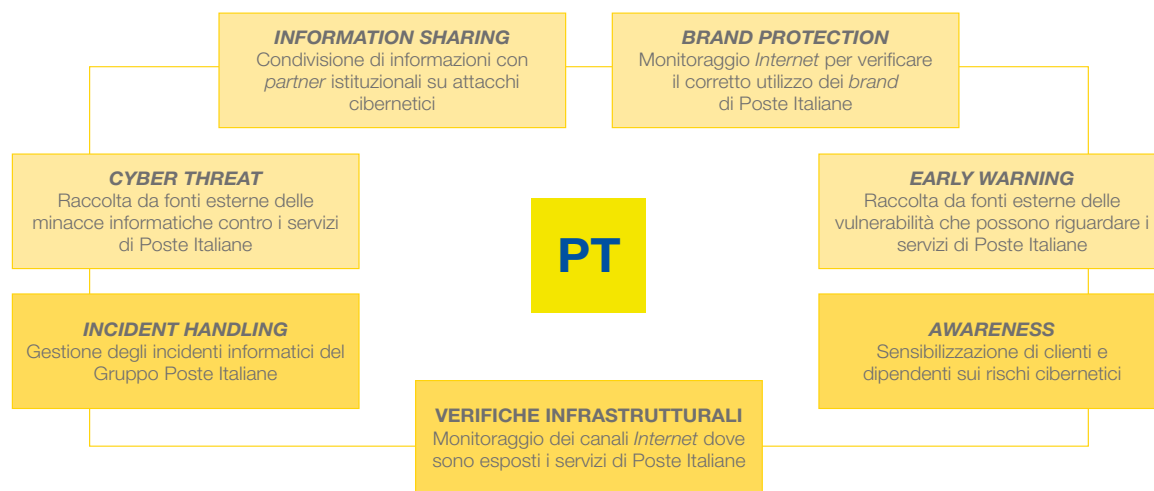 INFORMATION SHARING
Condivisione di informazioni con
partner istituzionali su attacchi
cibernetici
BRAND PROTECTION
Monitoraggio Internet per verificare
il corretto utilizzo dei brand
di Poste Italiane
CYBER THREAT
Raccolta da fonti esterne delle
minacce informatiche contro i servizi
di Poste Italiane
EARLY WARNING
Raccolta da fonti esterne delle
vulnerabilità che possono riguardare i
servizi di Poste Italiane
PT
INCIDENT HANDLING
Gestione degli incidenti informatici del
Gruppo Poste Italiane
AWARENESS
Sensibilizzazione di clienti e
dipendenti sui rischi cibernetici
VERIFICHE INFRASTRUTTURALI
Monitoraggio dei canali Internet dove
sono esposti i servizi di Poste Italiane